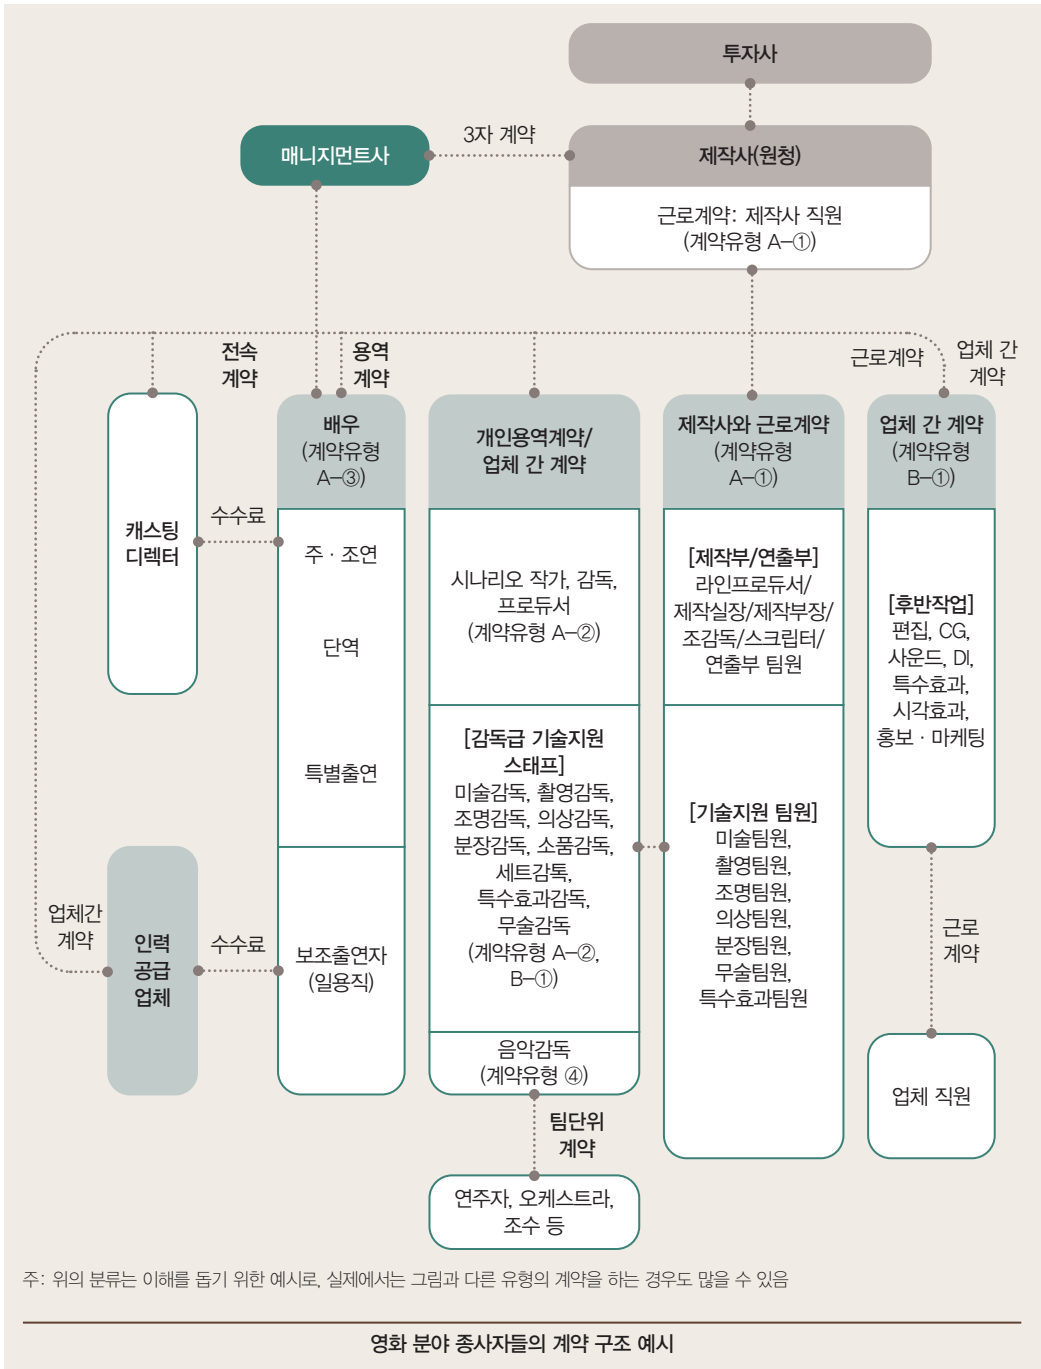 투자사
3자 계약
매니지먼트사
제작사(원청)
근로계약: 제작사 직원
(계약유형 A–①)
전속
계약
용역
계약
근로계약
업체 간
계약
캐스팅
디렉터
수수료
배우
(계약유형
A–③)
주 · 조연
단역
특별출연
보조출연자
(일용직)
업체간
계약
인력
공급
업체
수수료
개인용역계약/
업체 간 계약
시나리오 작가, 감독,
프로듀서
(계약유형 A–②)
[감독급 기술지원
스태프]
미술감독, 촬영감독,
조명감독, 의상감독,
분장감독, 소품감독,
세트감톡,
특수효과감독,
무술감독
(계약유형 A–②,
B–①)
음악감독
(계약유형 ④)
팀단위
계약
연주자, 오케스트라,
조수 등
제작사와 근로계약
(계약유형
A–①)
[제작부/연출부]
라인프로듀서/
제작실장/제작부장/
조감독/스크립터/
연출부 팀원
[기술지원 팀원]
미술팀원,
촬영팀원,
조명팀원,
의상팀원,
분장팀원,
무술팀원,
특수효과팀원
업체 간 계약
(계약유형
B–①)
[후반작업]
편집, CG,
사운드, DI,
특수효과,
시각효과,
홍보 · 마케팅
근로
계약
업체 직원
주: 위의 분류는 이해를 돕기 위한 예시로, 실제에서는 그림과 다른 유형의 계약을 하는 경우도 많을 수 있음
영화 분야 종사자들의 계약 구조 예시